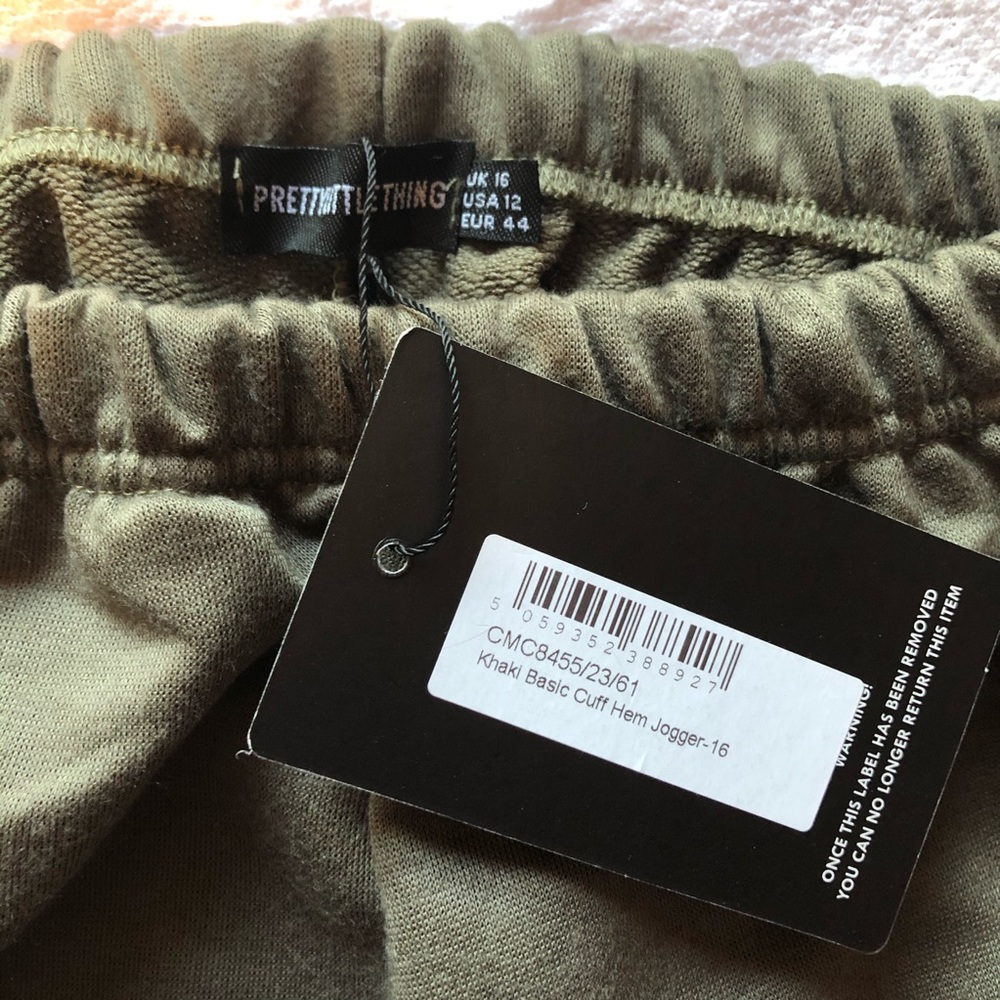 PRETTYLITTLETHING
UK 16
USA 12
EUR 44
5 059352 388927
CMC8455/23/61
Khaki Basic Cuff Hem Jogger-16
WARNING!
ONCE THIS LABEL HAS BEEN REMOVED
YOU CAN NO LONGER RETURN THIS ITEM